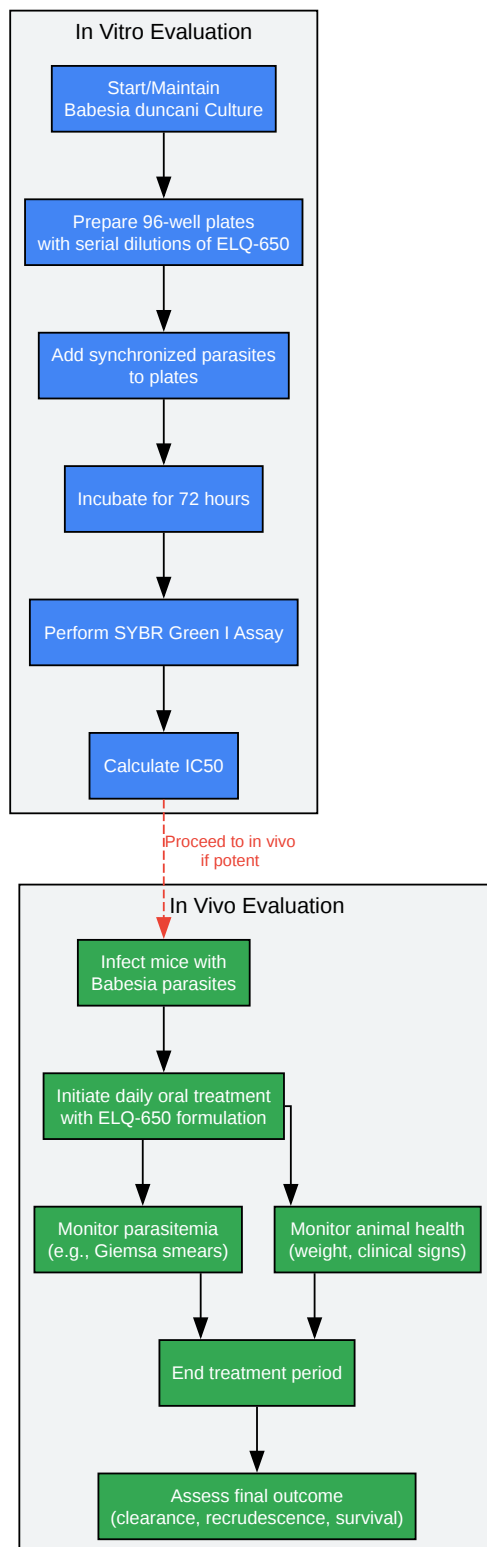 In Vitro Evaluation
Start/Maintain
Babesia duncani Culture
Prepare 96-well plates
with serial dilutions of ELQ-650
Add synchronized parasites
to plates
Incubate for 72 hours
Perform SYBR Green I Assay
Calculate IC50
Proceed to in vivo
if potent
In Vivo Evaluation
Infect mice with
Babesia parasites
Initiate daily oral treatment
with ELQ-650 formulation
Monitor parasitemia
(e.g., Giemsa smears)
Monitor animal health
(weight, clinical signs)
End treatment period
Assess final outcome
(clearance, recrudescence, survival)